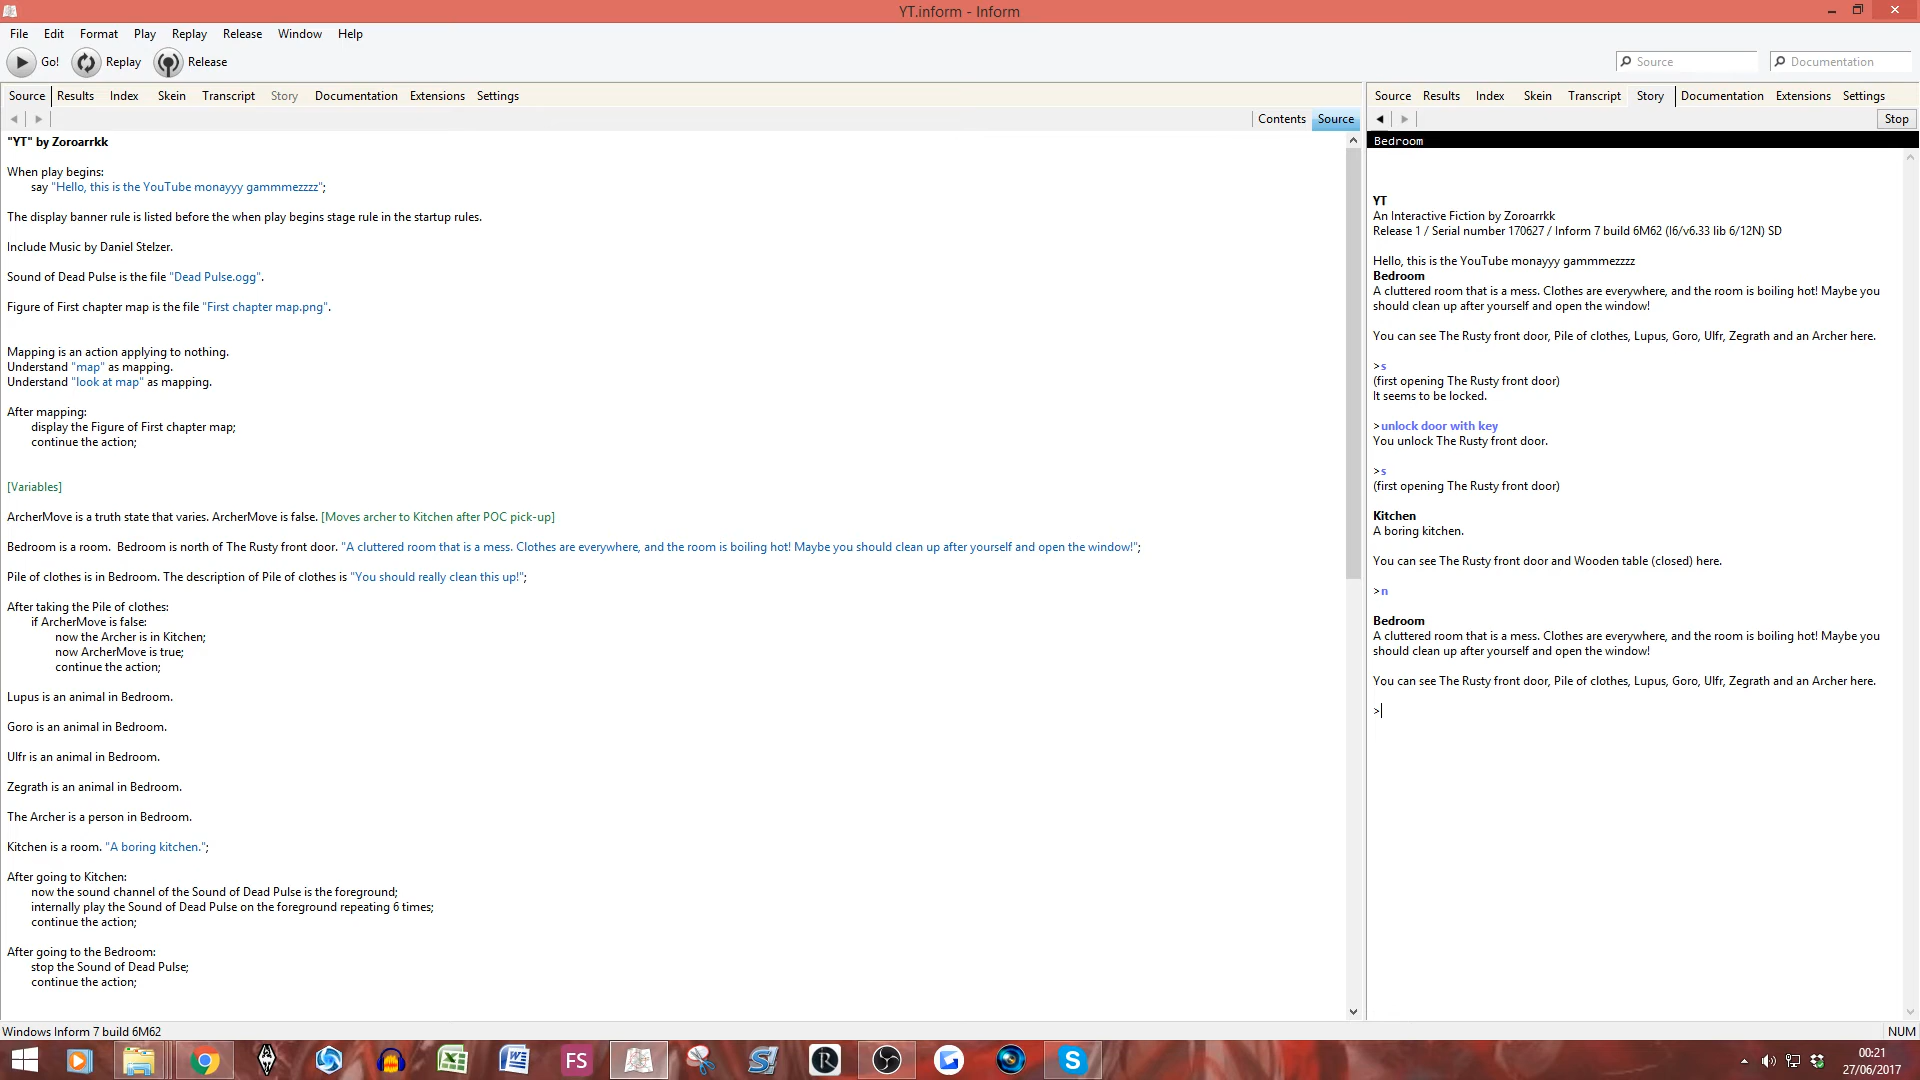 YT.inform - Inform
File Edit Format Play Replay Release Window Help
Go! Replay Release Source Documentation
Source Results Index Skein Transcript Story Documentation Extensions Settings
Contents Source
"YT" by Zoroarrkk
When play begins:
say "Hello, this is the YouTube monayyy gammmezzzz";
The display banner rule is listed before the when play begins stage rule in the startup rules.
Include Music by Daniel Stelzer.
Sound of Dead Pulse is the file "Dead Pulse.ogg".
Figure of First chapter map is the file "First chapter map.png".
Mapping is an action applying to nothing.
Understand "map" as mapping.
Understand "look at map" as mapping.
After mapping:
display the Figure of First chapter map;
continue the action;
[Variables]
ArcherMove is a truth state that varies. ArcherMove is false. [Moves archer to Kitchen after POC pick-up]
Bedroom is a room.  Bedroom is north of The Rusty front door. "A cluttered room that is a mess. Clothes are everywhere, and the room is boiling hot! Maybe you should clean up after yourself and open the window!";
Pile of clothes is in Bedroom. The description of Pile of clothes is "You should really clean this up!";
After taking the Pile of clothes:
if ArcherMove is false:
now the Archer is in Kitchen;
now ArcherMove is true;
continue the action;
Lupus is an animal in Bedroom.
Goro is an animal in Bedroom.
Ulfr is an animal in Bedroom.
Zegrath is an animal in Bedroom.
The Archer is a person in Bedroom.
Kitchen is a room. "A boring kitchen.";
After going to Kitchen:
now the sound channel of the Sound of Dead Pulse is the foreground;
internally play the Sound of Dead Pulse on the foreground repeating 6 times;
continue the action;
After going to the Bedroom:
stop the Sound of Dead Pulse;
continue the action;
Source Results Index Skein Transcript Story Documentation Extensions Settings
Stop
Bedroom
YT
An Interactive Fiction by Zoroarrkk
Release 1 / Serial number 170627 / Inform 7 build 6M62 (I6/v6.33 lib 6/12N) SD
Hello, this is the YouTube monayyy gammmezzzz
Bedroom
A cluttered room that is a mess. Clothes are everywhere, and the room is boiling hot! Maybe you
should clean up after yourself and open the window!
You can see The Rusty front door, Pile of clothes, Lupus, Goro, Ulfr, Zegrath and an Archer here.
>s
(first opening The Rusty front door)
It seems to be locked.
>unlock door with key
You unlock The Rusty front door.
>s
(first opening The Rusty front door)
Kitchen
A boring kitchen.
You can see The Rusty front door and Wooden table (closed) here.
>n
Bedroom
A cluttered room that is a mess. Clothes are everywhere, and the room is boiling hot! Maybe you
should clean up after yourself and open the window!
You can see The Rusty front door, Pile of clothes, Lupus, Goro, Ulfr, Zegrath and an Archer here.
>
Windows Inform 7 build 6M62
NUM
FS
R
S
00:21
27/06/2017